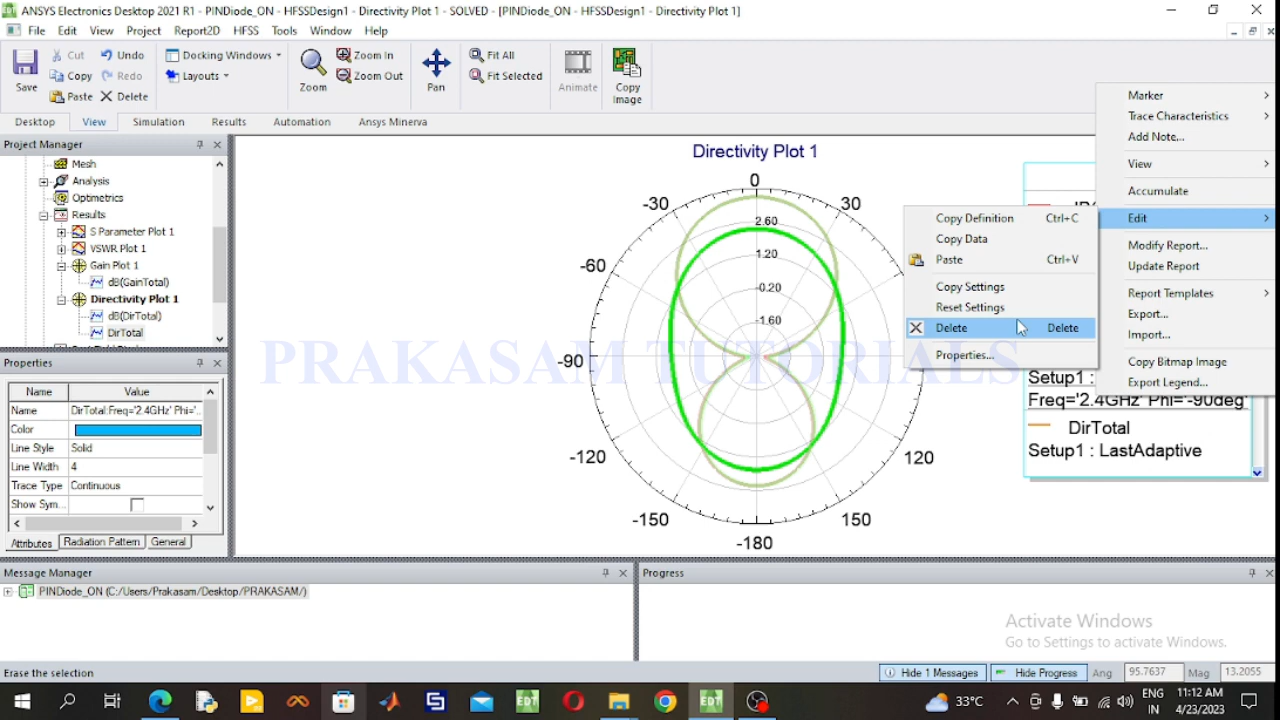 ANSYS Electronics Desktop 2021 R1 - PINDiode_ON - HFSSDesign1 - Directivity Plot 1 - SOLVED - [PINDiode_ON - HFSSDesign1 - Directivity Plot 1]
File Edit View Project Report2D HFSS Tools Window Help
Save
Cut
Copy
Paste
Undo
Redo
Delete
Docking Windows
Layouts
Zoom
Zoom In
Zoom Out
Pan
Fit All
Fit Selected
Animate
Copy
Image
Desktop View Simulation Results Automation Ansys Minerva
Project Manager
Mesh
Analysis
Optimetrics
Results
S Parameter Plot 1
VSWR Plot 1
Gain Plot 1
dB(GainTotal)
Directivity Plot 1
dB(DirTotal)
DirTotal
Properties
Name Value
Name DirTotal:Freq='2.4GHz' Phi='..
Color
Line Style Solid
Line Width 4
Trace Type Continuous
Show Sym...
Attributes Radiation Pattern General
Directivity Plot 1
0
-30
30
-60
-90
-120
120
-150
150
-180
2.60
1.20
-0.20
-1.60
PRAKASAM TUTORIALS
Setup1 :
Freq='2.4GHz' Phi='-90deg
DirTotal
Setup1 : LastAdaptive
Copy Definition Ctrl+C
Copy Data
Paste Ctrl+V
Copy Settings
Reset Settings
Delete Delete
Properties...
Marker
Trace Characteristics
Add Note...
View
Accumulate
Edit
Modify Report...
Update Report
Report Templates
Export...
Import...
Copy Bitmap Image
Export Legend...
Message Manager
PINDiode_ON (C:/Users/Prakasam/Desktop/PRAKASAM/)
Progress
Activate Windows
Go to Settings to activate Windows.
Erase the selection
Hide 1 Messages
Hide Progress
Ang 95.7637 Mag 13.2055
33°C
ENG
IN
11:12 AM
4/23/2023